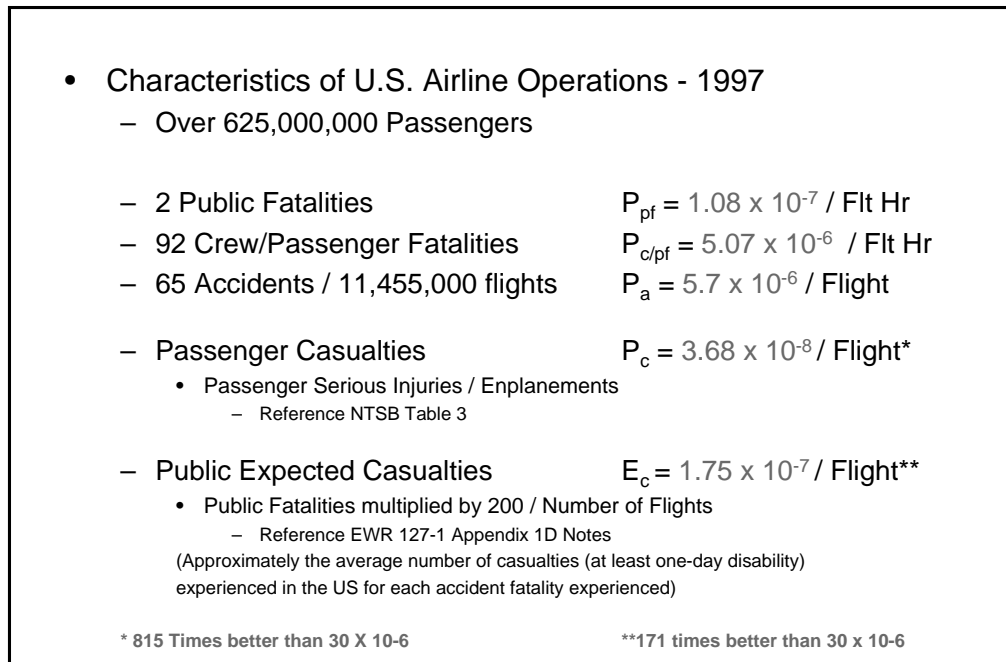 • Characteristics of U.S. Airline Operations - 1997
– Over 625,000,000 Passengers
– 2 Public Fatalities P_pf = 1.08 x 10^-7 / Flt Hr
– 92 Crew/Passenger Fatalities P_c/pf = 5.07 x 10^-6 / Flt Hr
– 65 Accidents / 11,455,000 flights P_a = 5.7 x 10^-6 / Flight
– Passenger Casualties P_c = 3.68 x 10^-8 / Flight*
• Passenger Serious Injuries / Enplanements
– Reference NTSB Table 3
– Public Expected Casualties E_c = 1.75 x 10^-7 / Flight**
• Public Fatalities multiplied by 200 / Number of Flights
– Reference EWR 127-1 Appendix 1D Notes
(Approximately the average number of casualties (at least one-day disability)
experienced in the US for each accident fatality experienced)
* 815 Times better than 30 X 10-6 **171 times better than 30 x 10-6